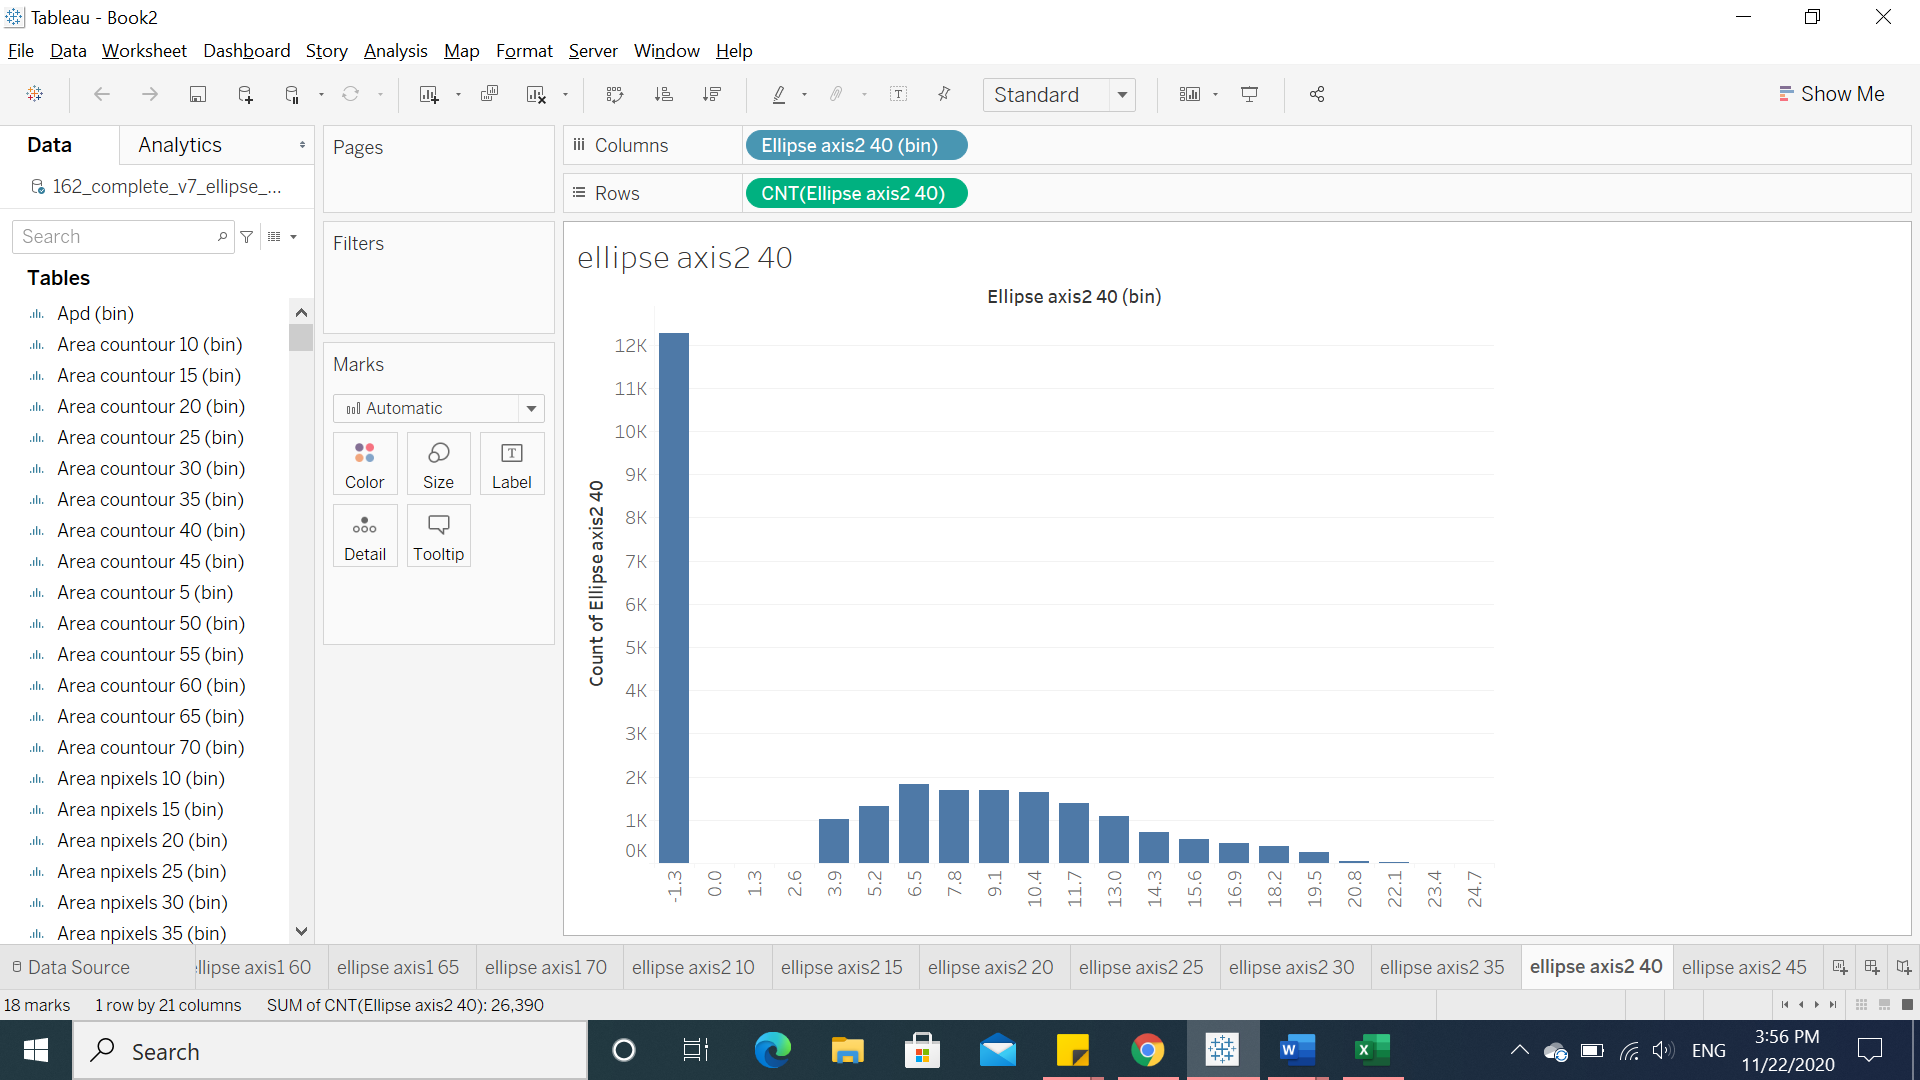 Tableau - Book2
File Data Worksheet Dashboard Story Analysis Map Format Server Window Help
Standard
Show Me
Data
Analytics
162_complete_v7_ellipse_...
Search
Tables
Apd (bin)
Area countour 10 (bin)
Area countour 15 (bin)
Area countour 20 (bin)
Area countour 25 (bin)
Area countour 30 (bin)
Area countour 35 (bin)
Area countour 40 (bin)
Area countour 45 (bin)
Area countour 5 (bin)
Area countour 50 (bin)
Area countour 55 (bin)
Area countour 60 (bin)
Area countour 65 (bin)
Area countour 70 (bin)
Area npixels 10 (bin)
Area npixels 15 (bin)
Area npixels 20 (bin)
Area npixels 25 (bin)
Area npixels 30 (bin)
Area npixels 35 (bin)
Pages
Filters
Marks
Automatic
Color
Size
Label
Detail
Tooltip
Columns
Ellipse axis2 40 (bin)
Rows
CNT(Ellipse axis2 40)
ellipse axis2 40
Ellipse axis2 40 (bin)
Count of Ellipse axis2 40
12K
11K
10K
9K
8K
7K
6K
5K
4K
3K
2K
1K
0K
-1.3
0.0
1.3
2.6
3.9
5.2
6.5
7.8
9.1
10.4
11.7
13.0
14.3
15.6
16.9
18.2
19.5
20.8
22.1
23.4
24.7
Data Source
ellipse axis1 60
ellipse axis1 65
ellipse axis1 70
ellipse axis2 10
ellipse axis2 15
ellipse axis2 20
ellipse axis2 25
ellipse axis2 30
ellipse axis2 35
ellipse axis2 40
ellipse axis2 45
18 marks
1 row by 21 columns
SUM of CNT(Ellipse axis2 40): 26,390
Search
ENG
3:56 PM
11/22/2020